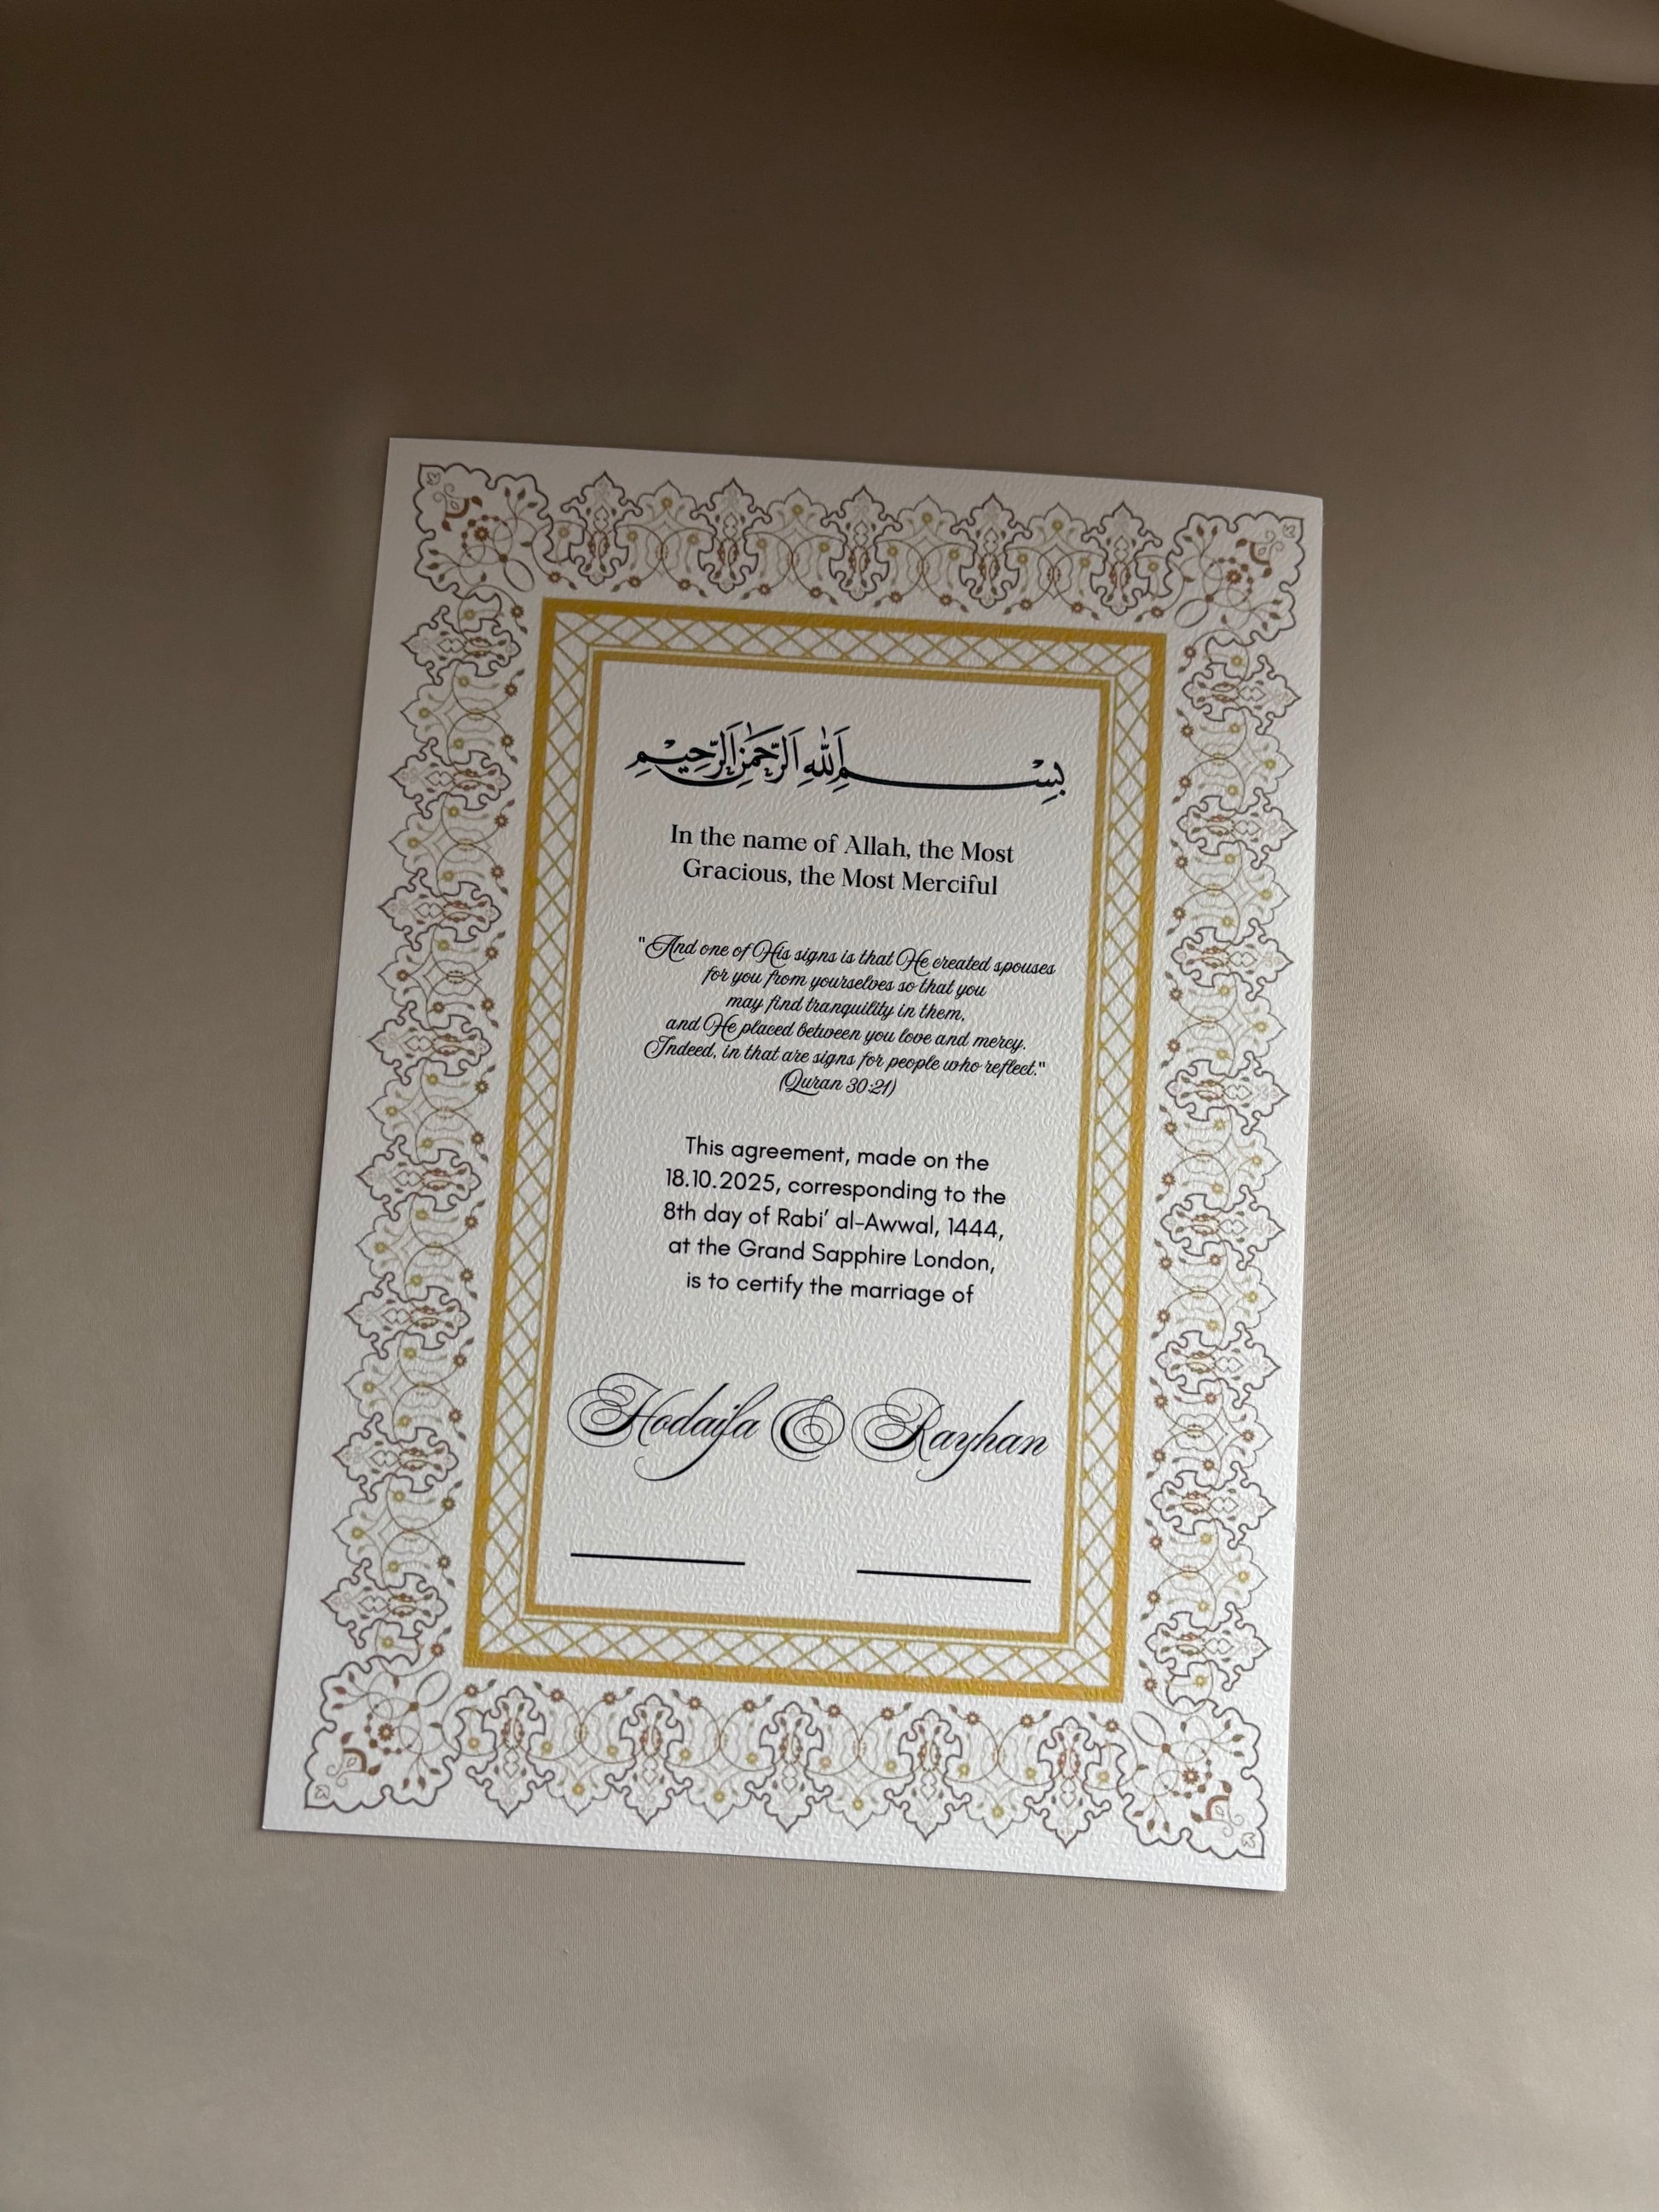 بِسْمِ اللهِ الرَّحْمٰنِ الرَّحِيْمِ
In the name of Allah, the Most
Gracious, the Most Merciful
"And one of His signs is that He created spouses
for you from yourselves so that you
may find tranquility in them,
and He placed between you love and mercy.
Indeed, in that are signs for people who reflect."
(Quran 30:21)
This agreement, made on the
18.10.2025, corresponding to the
8th day of Rabi’ al-Awwal, 1444,
at the Grand Sapphire London,
is to certify the marriage of
Hodaifa & Rayhan